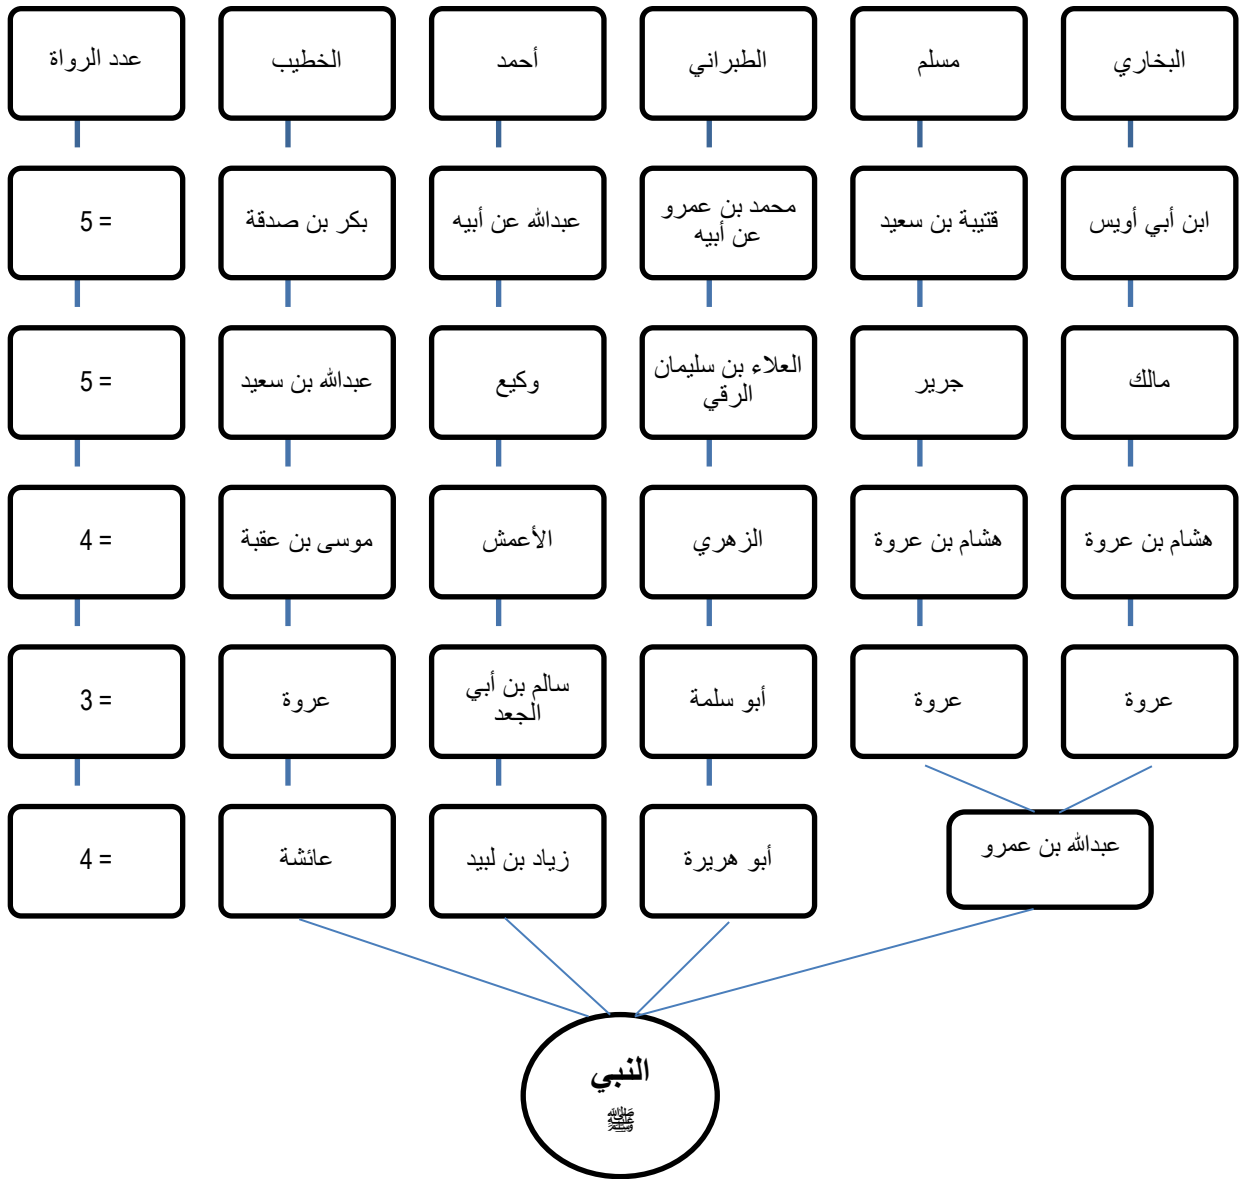 البخاري
مسلم
الطبراني
أحمد
الخطيب
عدد الرواة
ابن أبي أويس
قتيبة بن سعيد
محمد بن عمرو
عن أبيه
عبدالله عن أبيه
بكر بن صدقة
= 5
مالك
جرير
العلاء بن سليمان
الرقي
وكيع
عبدالله بن سعيد
= 5
هشام بن عروة
هشام بن عروة
الزهري
الأعمش
موسى بن عقبة
= 4
عروة
عروة
أبو سلمة
سالم بن أبي
الجعد
عروة
= 3
عبدالله بن عمرو
أبو هريرة
زياد بن لبيد
عائشة
= 4
النبي
ﷺ